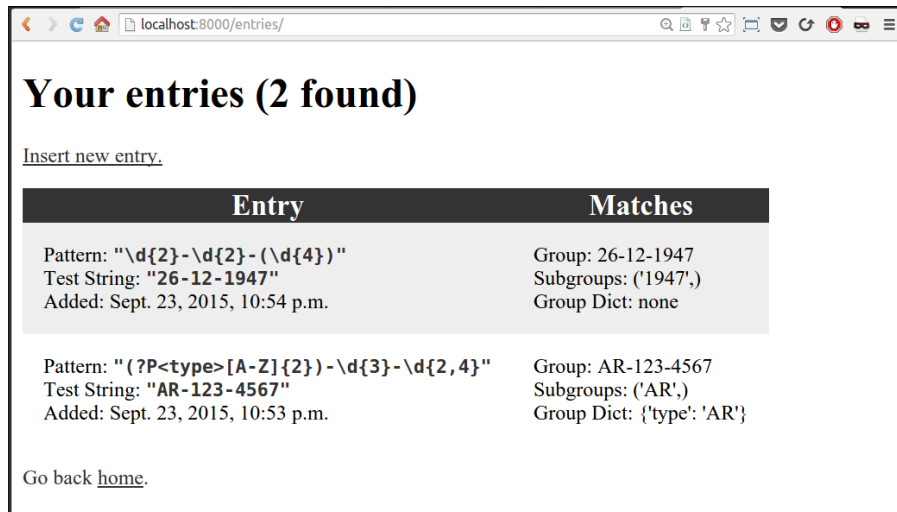 localhost:8000/entries/
Your entries (2 found)
Insert new entry.
Entry Matches
Pattern: "\d{2}-\d{2}-(\d{4})" Group: 26-12-1947
Test String: "26-12-1947" Subgroups: ('1947',)
Added: Sept. 23, 2015, 10:54 p.m. Group Dict: none
Pattern: "(?P<type>[A-Z]{2})-\d{3}-\d{2,4}" Group: AR-123-4567
Test String: "AR-123-4567" Subgroups: ('AR',)
Added: Sept. 23, 2015, 10:53 p.m. Group Dict: {'type': 'AR'}
Go back home.